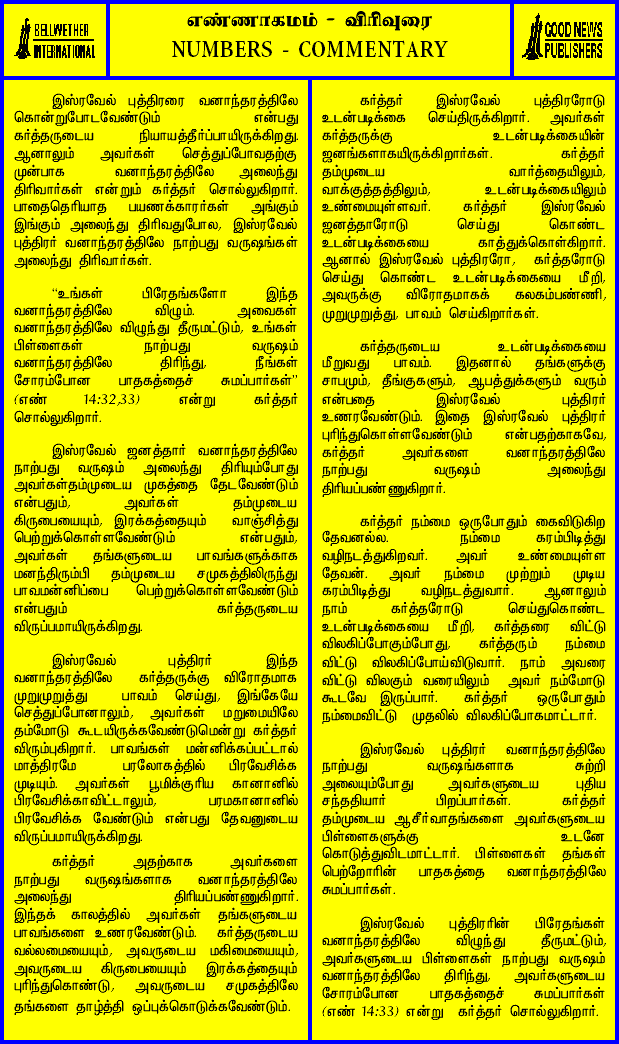 BELLWETHER
INTERNATIONAL
எண்ணாகமம் - விரிவுரை
NUMBERS - COMMENTARY
GOOD NEWS
PUBLISHERS
இஸ்ரவேல் புத்திரரை வனாந்தரத்திலே
கொன்றுபோடவேண்டும் என்பது
கர்த்தருடைய நியாயத்தீர்ப்பாயிருக்கிறது.
ஆனாலும் அவர்கள் செத்துப்போவதற்கு
முன்பாக வனாந்தரத்திலே அலைந்து
திரிவார்கள் என்றும் கர்த்தர் சொல்லுகிறார்.
பாதைதெரியாத பயணக்காரர்கள் அங்கும்
இங்கும் அலைந்து திரிவதுபோல, இஸ்ரவேல்
புத்திரர் வனாந்தரத்திலே நாற்பது வருஷங்கள்
அலைந்து திரிவார்கள்.
“உங்கள் பிரேதங்களோ இந்த
வனாந்தரத்திலே விழும். அவைகள்
வனாந்தரத்திலே விழுந்து தீருமட்டும், உங்கள்
பிள்ளைகள் நாற்பது வருஷம்
வனாந்தரத்திலே திரிந்து, நீங்கள்
சோரம்போன பாதகத்தைச் சுமப்பார்கள்”
(எண் 14:32,33) என்று கர்த்தர்
சொல்லுகிறார்.
இஸ்ரவேல் ஜனத்தார் வனாந்தரத்திலே
நாற்பது வருஷம் அலைந்து திரியும்போது
அவர்கள்தம்முடைய முகத்தை தேடவேண்டும்
என்பதும், அவர்கள் தம்முடைய
கிருபையையும், இரக்கத்தையும் வாஞ்சித்து
பெற்றுக்கொள்ளவேண்டும் என்பதும்,
அவர்கள் தங்களுடைய பாவங்களுக்காக
மனந்திரும்பி தம்முடைய சமுகத்திலிருந்து
பாவமன்னிப்பை பெற்றுக்கொள்ளவேண்டும்
என்பதும் கர்த்தருடைய
விருப்பமாயிருக்கிறது.
இஸ்ரவேல் புத்திரர் இந்த
வனாந்தரத்திலே கர்த்தருக்கு விரோதமாக
முறுமுறுத்து பாவம் செய்து, இங்கேயே
செத்துப்போனாலும், அவர்கள் மறுமையிலே
தம்மோடு கூடயிருக்கவேண்டுமென்று கர்த்தர்
விரும்புகிறார். பாவங்கள் மன்னிக்கப்பட்டால்
மாத்திரமே பரலோகத்தில் பிரவேசிக்க
முடியும். அவர்கள் பூமிக்குரிய கானானில்
பிரவேசிக்காவிட்டாலும், பரமகானானில்
பிரவேசிக்க வேண்டும் என்பது தேவனுடைய
விருப்பமாயிருக்கிறது.
கர்த்தர் அதற்காக அவர்களை
நாற்பது வருஷங்களாக வனாந்தரத்திலே
அலைந்து திரியப்பண்ணுகிறார்.
இந்தக் காலத்தில் அவர்கள் தங்களுடைய
பாவங்களை உணரவேண்டும். கர்த்தருடைய
வல்லமையையும், அவருடைய மகிமையையும்,
அவருடைய கிருபையையும் இரக்கத்தையும்
புரிந்துகொண்டு, அவருடைய சமுகத்திலே
தங்களை தாழ்த்தி ஒப்புக்கொடுக்கவேண்டும்.
கர்த்தர் இஸ்ரவேல் புத்திரரோடு
உடன்படிக்கை செய்திருக்கிறார். அவர்கள்
கர்த்தருக்கு உடன்படிக்கையின்
ஜனங்களாகயிருக்கிறார்கள். கர்த்தர்
தம்முடைய வார்த்தையிலும்,
வாக்குத்தத்திலும், உடன்படிக்கையிலும்
உண்மையுள்ளவர். கர்த்தர் இஸ்ரவேல்
ஜனத்தாரோடு செய்து கொண்ட
உடன்படிக்கையை காத்துக்கொள்கிறார்.
ஆனால் இஸ்ரவேல் புத்திரரோ, கர்த்தரோடு
செய்து கொண்ட உடன்படிக்கையை மீறி,
அவருக்கு விரோதமாகக் கலகம்பண்ணி,
முறுமுறுத்து, பாவம் செய்கிறார்கள்.
கர்த்தருடைய உடன்படிக்கையை
மீறுவது பாவம். இதனால் தங்களுக்கு
சாபமும், தீங்குகளும், ஆபத்துக்களும் வரும்
என்பதை இஸ்ரவேல் புத்திரர்
உணரவேண்டும். இதை இஸ்ரவேல் புத்திரர்
புரிந்துகொள்ளவேண்டும் என்பதற்காகவே,
கர்த்தர் அவர்களை வனாந்தரத்திலே
நாற்பது வருஷம் அலைந்து
திரியப்பண்ணுகிறார்.
கர்த்தர் நம்மை ஒருபோதும் கைவிடுகிற
தேவனல்ல. நம்மை கரம்பிடித்து
வழிநடத்துகிறவர். அவர் உண்மையுள்ள
தேவன். அவர் நம்மை முற்றும் முடிய
கரம்பிடித்து வழிநடத்துவார். ஆனாலும்
நாம் கர்த்தரோடு செய்துகொண்ட
உடன்படிக்கையை மீறி, கர்த்தரை விட்டு
விலகிப்போகும்போது, கர்த்தரும் நம்மை
விட்டு விலகிப்போய்விடுவார். நாம் அவரை
விட்டு விலகும் வரையிலும் அவர் நம்மோடு
கூடவே இருப்பார். கர்த்தர் ஒருபோதும்
நம்மைவிட்டு முதலில் விலகிப்போகமாட்டார்.
இஸ்ரவேல் புத்திரர் வனாந்தரத்திலே
நாற்பது வருஷங்களாக சுற்றி
அலையும்போது அவர்களுடைய புதிய
சந்ததியார் பிறப்பார்கள். கர்த்தர்
தம்முடைய ஆசீர்வாதங்களை அவர்களுடைய
பிள்ளைகளுக்கு உடனே
கொடுத்துவிடமாட்டார். பிள்ளைகள் தங்கள்
பெற்றோரின் பாதகத்தை வனாந்தரத்திலே
சுமப்பார்கள்.
இஸ்ரவேல் புத்திரரின் பிரேதங்கள்
வனாந்தரத்திலே விழுந்து தீருமட்டும்,
அவர்களுடைய பிள்ளைகள் நாற்பது வருஷம்
வனாந்தரத்திலே திரிந்து, அவர்களுடைய
சோரம்போன பாதகத்தைச் சுமப்பார்கள்
(எண் 14:33) என்று கர்த்தர் சொல்லுகிறார்.